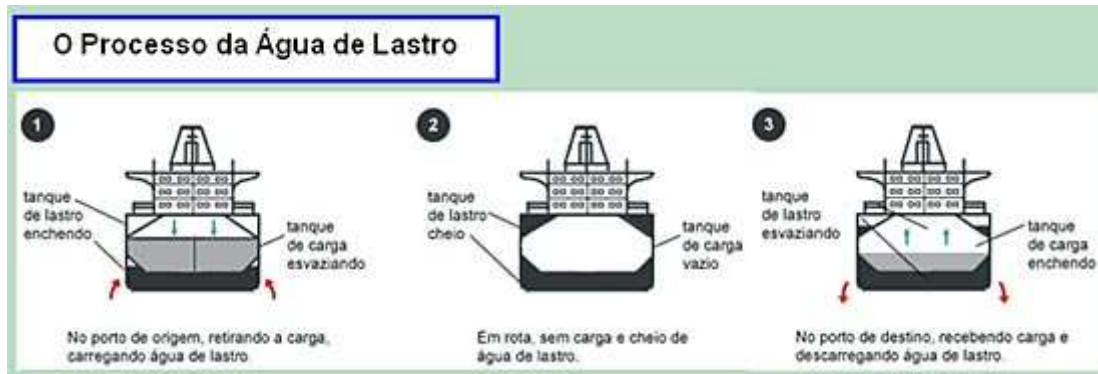 O Processo da Água de Lastro
1
tanque
de lastro
enchendo
tanque
de carga
esvaziando
No porto de origem, retirando a carga,
carregando água de lastro.
2
tanque
de lastro
cheio
tanque
de carga
vazio
Em rota, sem carga e cheio de
água de lastro.
3
tanque
de lastro
esvaziando
tanque
de carga
enchendo
No porto de destino, recebendo carga e
descarregando água de lastro.